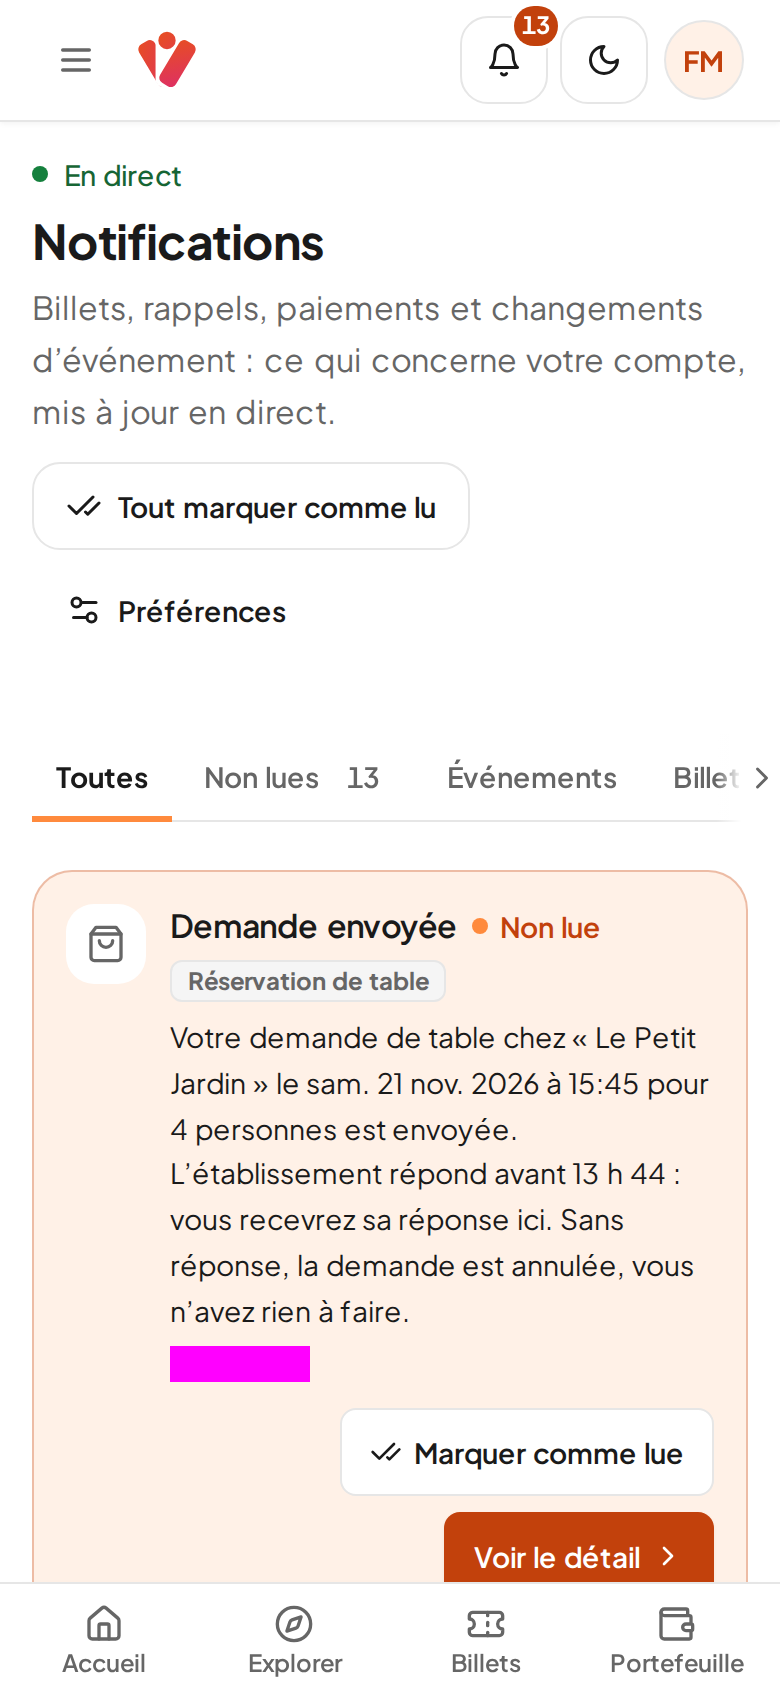 13
FM
En direct
Notifications
Billets, rappels, paiements et changements
d’événement : ce qui concerne votre compte,
mis à jour en direct.
Tout marquer comme lu
Préférences
Toutes Non lues 13 Événements Billet
Demande envoyée Non lue
Réservation de table
Votre demande de table chez « Le Petit
Jardin » le sam. 21 nov. 2026 à 15:45 pour
4 personnes est envoyée.
L’établissement répond avant 13 h 44 :
vous recevrez sa réponse ici. Sans
réponse, la demande est annulée, vous
n’avez rien à faire.
Marquer comme lue
Voir le détail
Accueil Explorer Billets Portefeuille